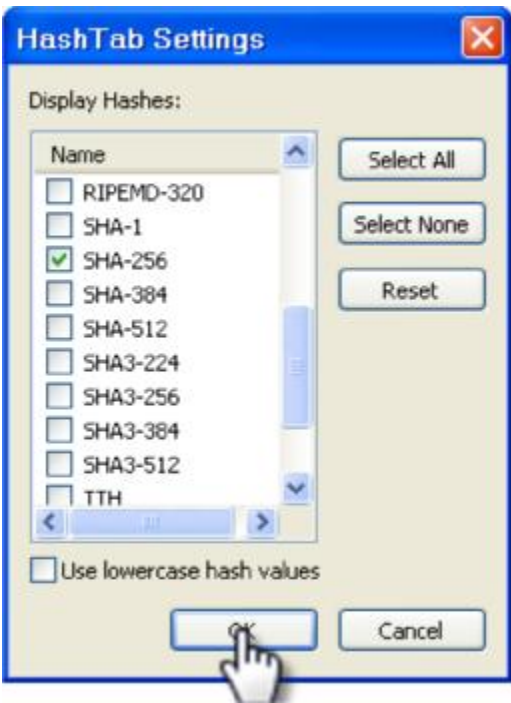 HashTab Settings
Display Hashes:
Name
RIPEMD-320
SHA-1
SHA-256
SHA-384
SHA-512
SHA3-224
SHA3-256
SHA3-384
SHA3-512
TTH
Select All
Select None
Reset
Use lowercase hash values
OK
Cancel